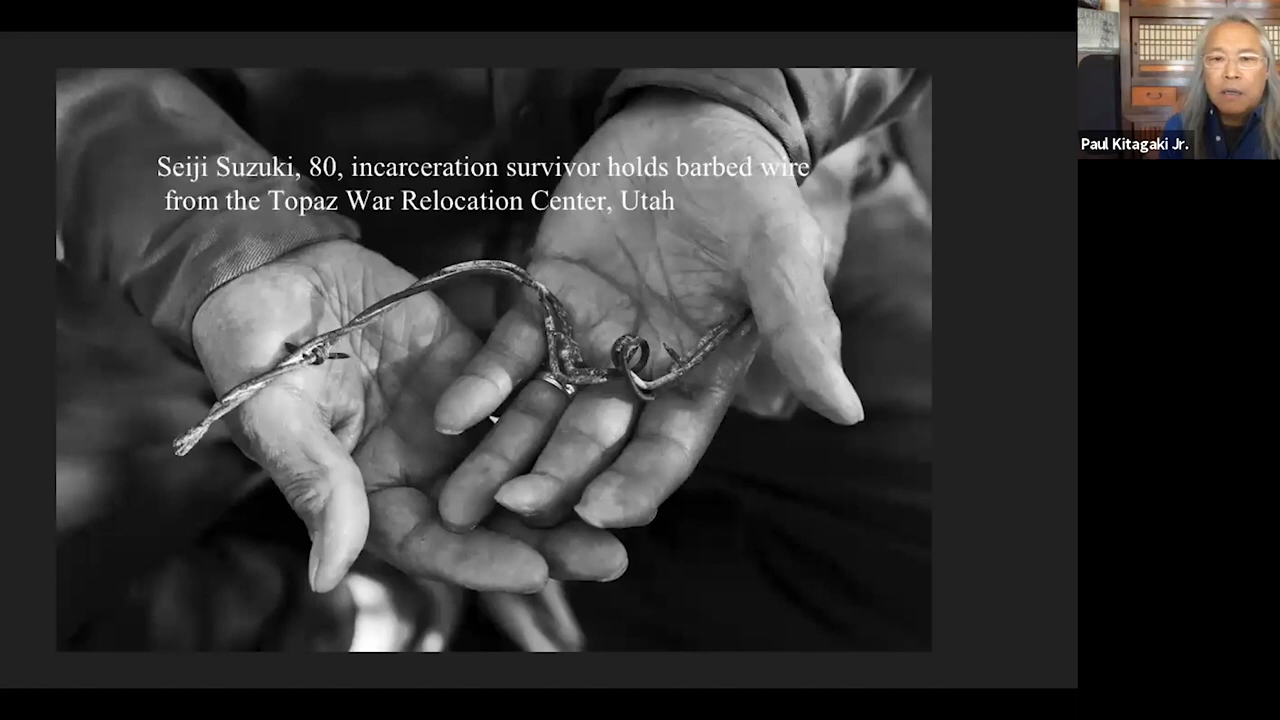 Seiji Suzuki, 80, incarceration survivor holds barbed wire
from the Topaz War Relocation Center, Utah
Paul Kitagaki Jr.